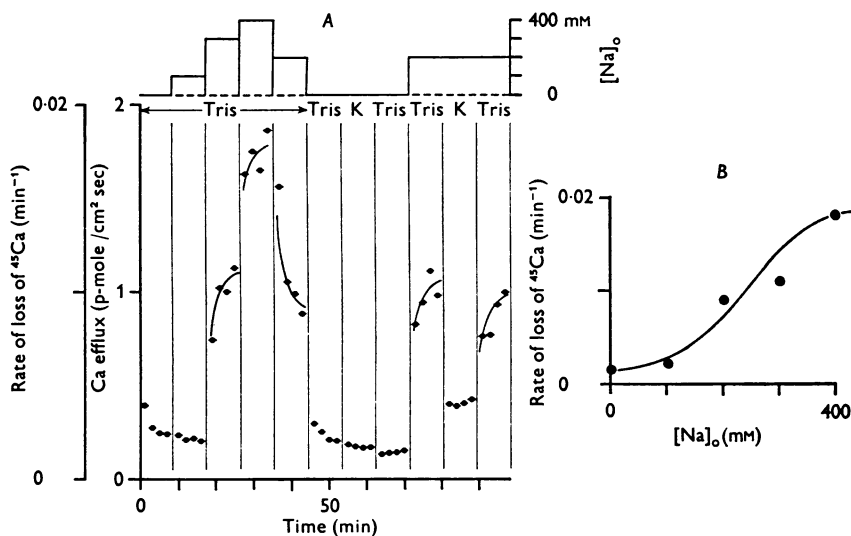 A
400 mM
0
[Na]ₒ
Tris
Tris K Tris Tris K Tris
0·02
0
Rate of loss of ⁴⁵Ca (min⁻¹)
2
1
0
Ca efflux (p-mole /cm² sec)
0
50
Time (min)
B
0·02
0
Rate of loss of ⁴⁵Ca (min⁻¹)
0
400
[Na]ₒ (mM)